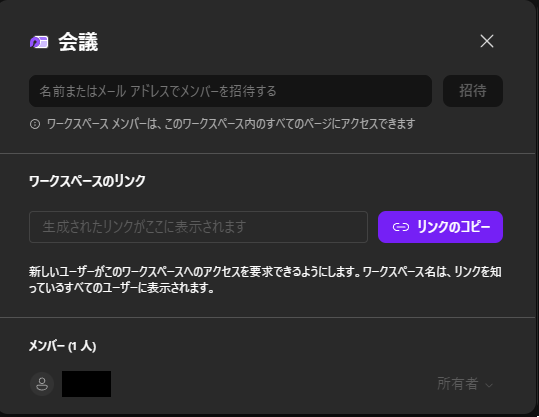 会議
名前またはメール アドレスでメンバーを招待する
招待
ワークスペース メンバーは、このワークスペース内のすべてのページにアクセスできます
ワークスペースのリンク
生成されたリンクがここに表示されます
リンクのコピー
新しいユーザーがこのワークスペースへのアクセスを要求できるようにします。ワークスペース名は、リンクを知
っているすべてのユーザーに表示されます。
メンバー (1 人)
所有者